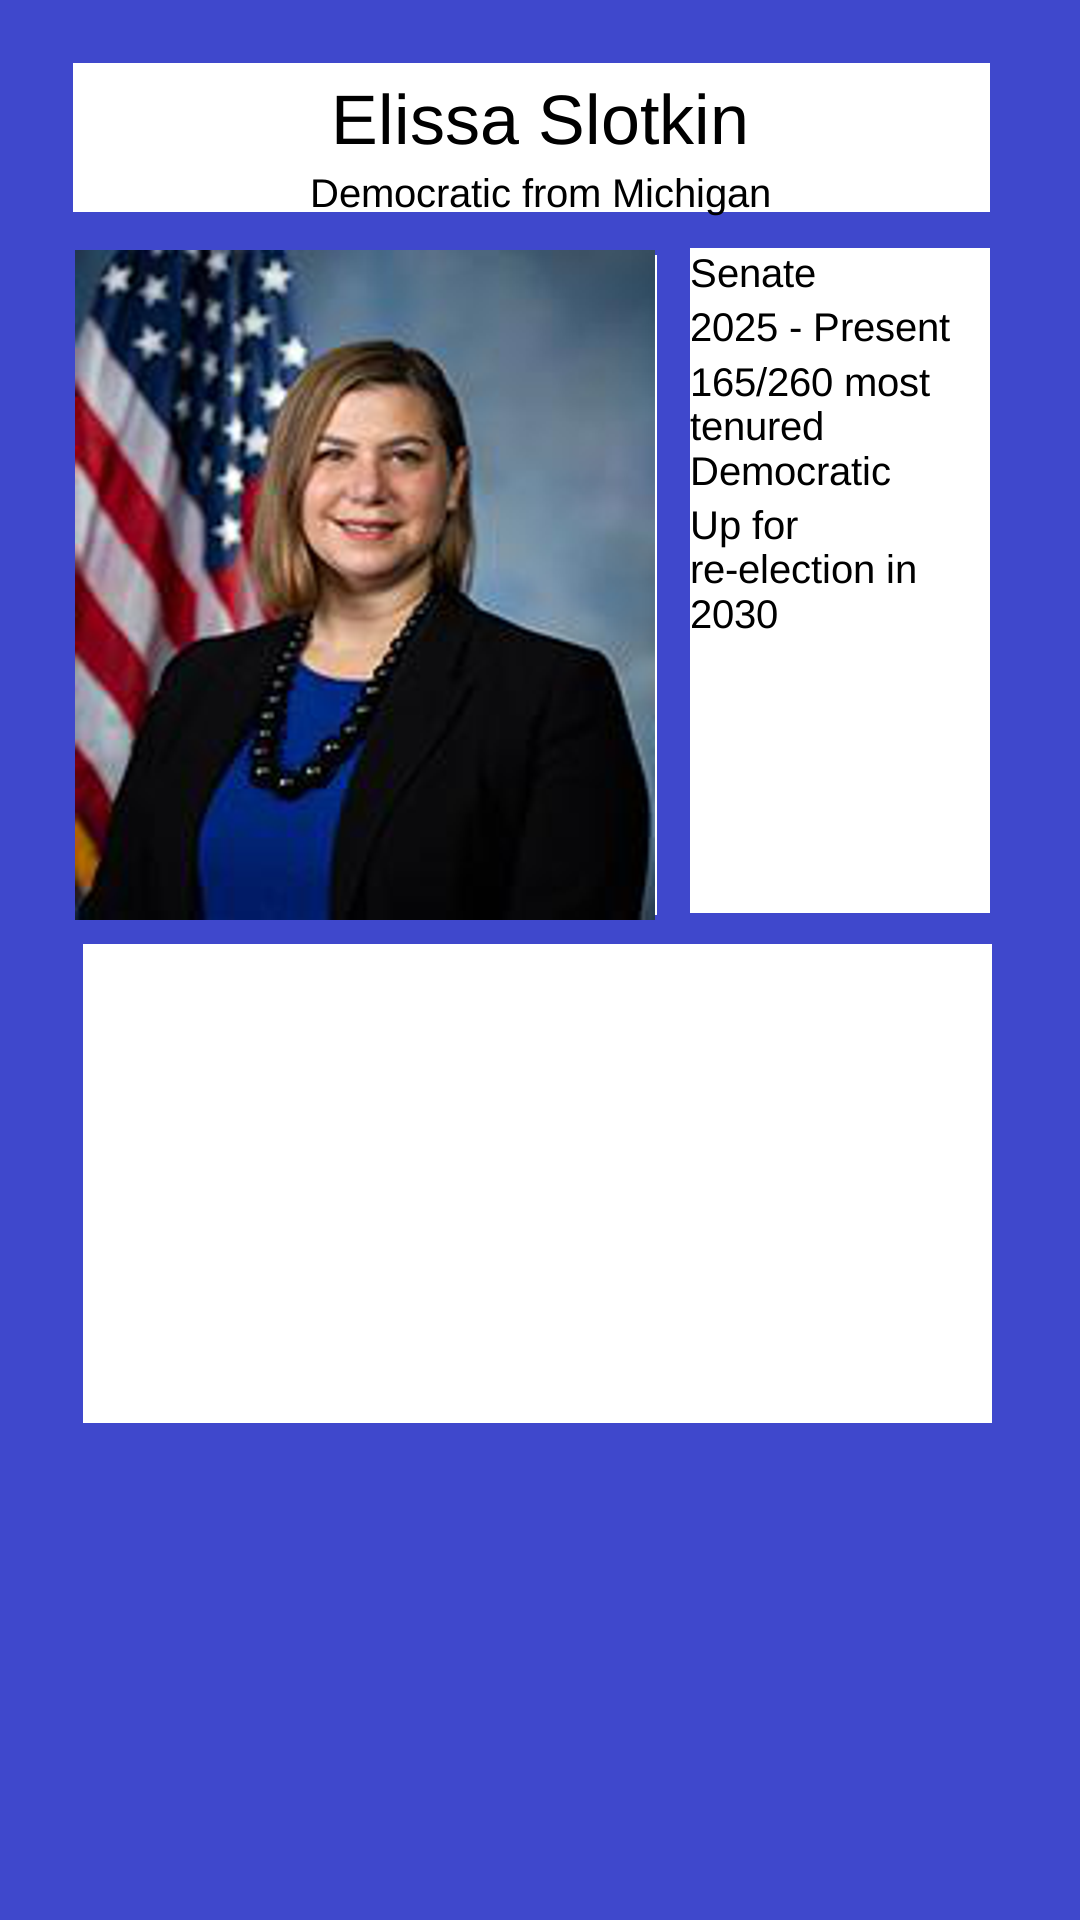 Elissa Slotkin
Democratic from Michigan
Senate
2025 - Present
165/260 most
tenured
Democratic
Up for
re-election in
2030